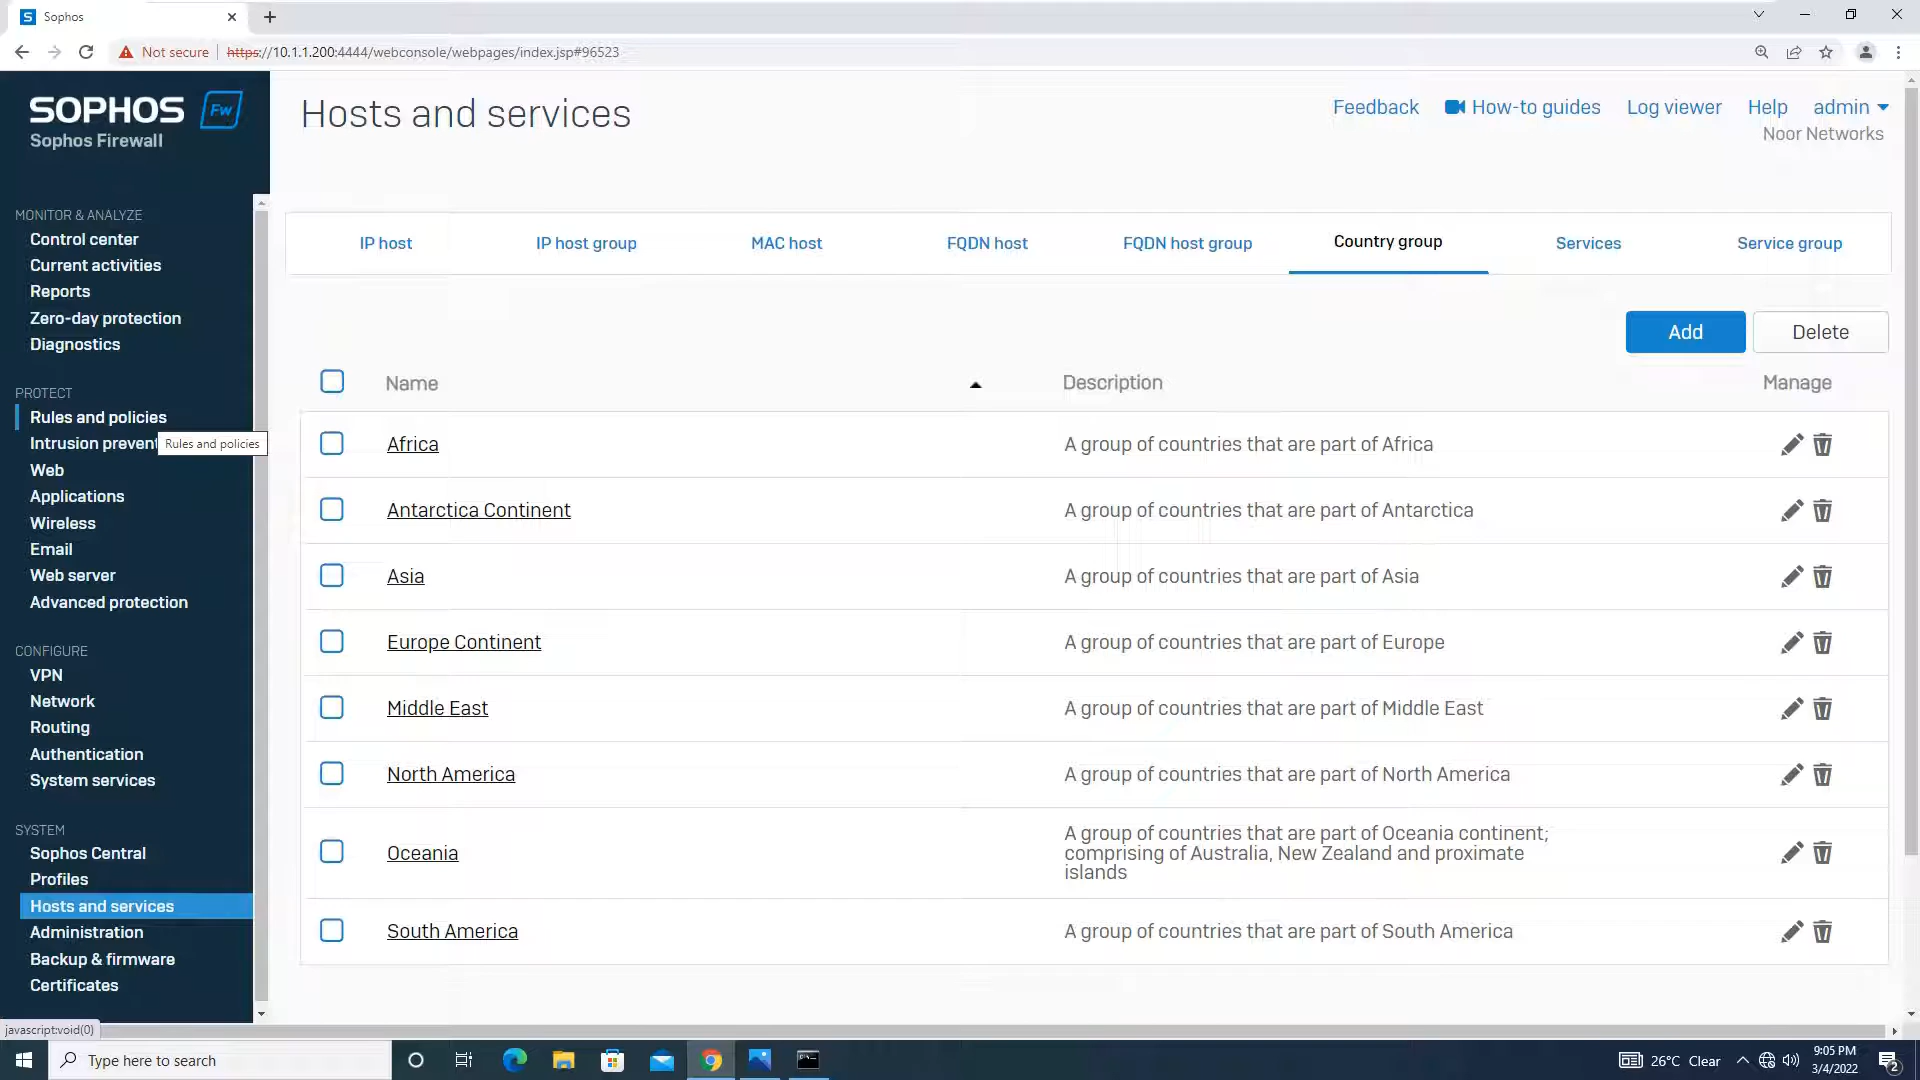 Sophos
Not secure
https://10.1.1.200:4444/webconsole/webpages/index.jsp#96523
SOPHOS Fw
Sophos Firewall
MONITOR & ANALYZE
Control center
Current activities
Reports
Zero-day protection
Diagnostics
PROTECT
Rules and policies
Intrusion prevent
Rules and policies
Web
Applications
Wireless
Email
Web server
Advanced protection
CONFIGURE
VPN
Network
Routing
Authentication
System services
SYSTEM
Sophos Central
Profiles
Hosts and services
Administration
Backup & firmware
Certificates
javascript:void(0)
Hosts and services
Feedback How-to guides Log viewer Help admin
Noor Networks
IP host IP host group MAC host FQDN host FQDN host group Country group Services Service group
Add Delete
Name Description Manage
Africa A group of countries that are part of Africa
Antarctica Continent A group of countries that are part of Antarctica
Asia A group of countries that are part of Asia
Europe Continent A group of countries that are part of Europe
Middle East A group of countries that are part of Middle East
North America A group of countries that are part of North America
Oceania A group of countries that are part of Oceania continent;
comprising of Australia, New Zealand and proximate
islands
South America A group of countries that are part of South America
Type here to search
26°C Clear
9:05 PM
3/4/2022
2